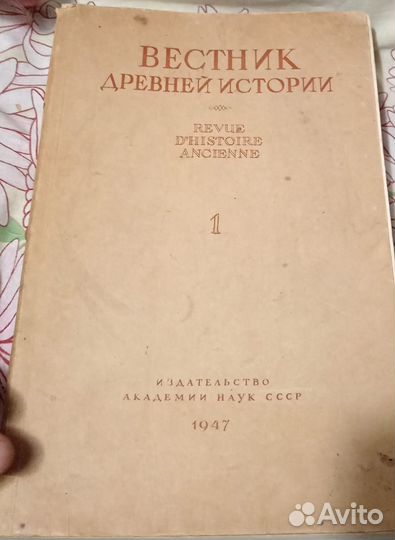 ВЕСТНИК
ДРЕВНЕЙ ИСТОРИИ
REVUE
D'HISTOIRE
ANCIENNE
1
ИЗДАТЕЛЬСТВО
АКАДЕМИИ НАУК СССР
1947
Avito